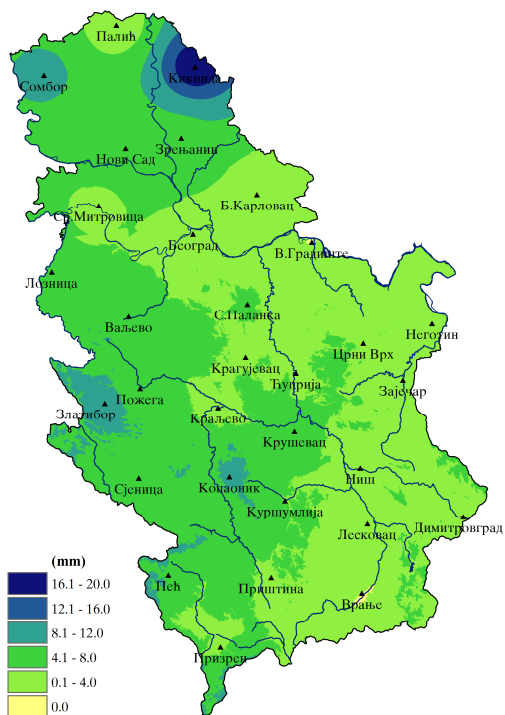 Палић
Кикинда
Сомбор
Зрењанин
Нови Сад
Б.Карловац
Ср.Митровица
Београд
В.Градиште
Лозница
С.Паланка
Ваљево
Неготин
Црни Врх
Крагујевац
Ћуприја
Зајечар
Пожега
Златибор
Краљево
Крушевац
Ниш
Сјеница
Копаоник
Куршумлија
Лесковац
Димитровград
(mm)
16.1 - 20.0
12.1 - 16.0
8.1 - 12.0
4.1 - 8.0
0.1 - 4.0
0.0
Пећ
Приштина
Врање
Призрен